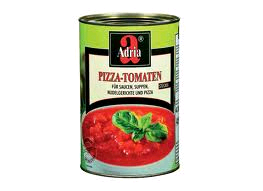 a ®
Adria
PIZZA-TOMATEN
FÜR SAUCEN, SUPPEN,
NUDELGERICHTE UND PIZZA